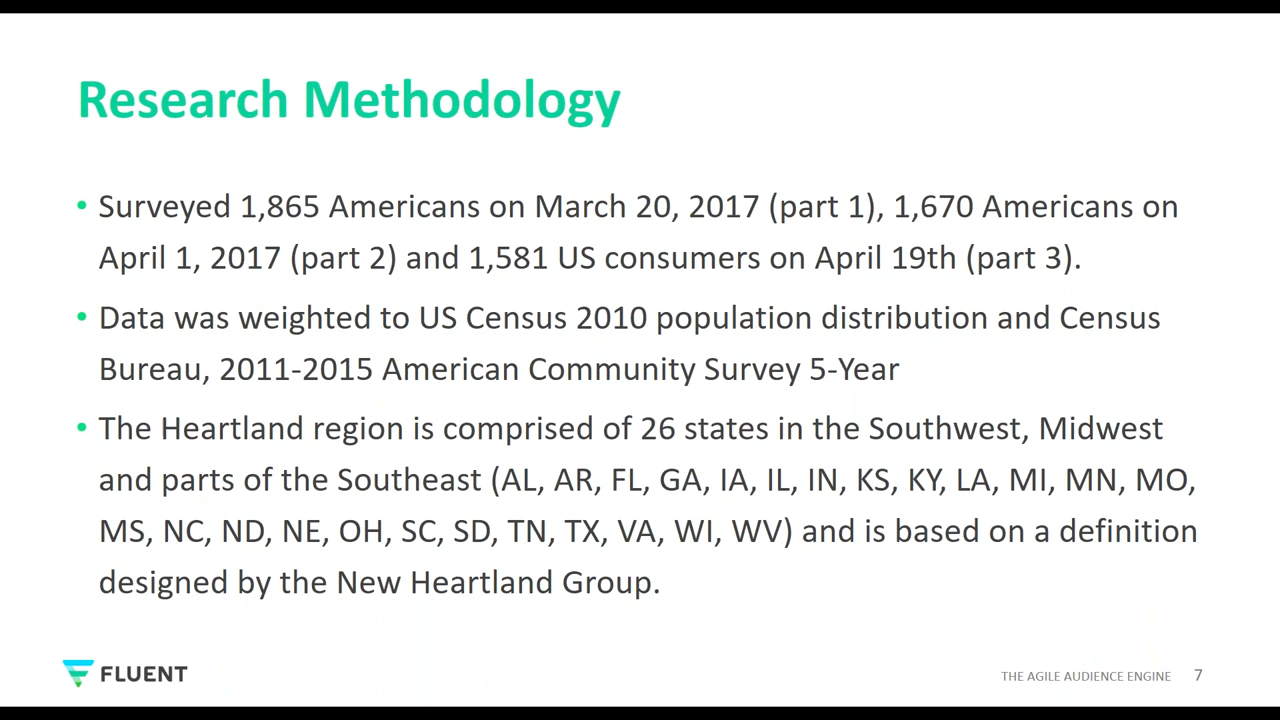 Research Methodology
• Surveyed 1,865 Americans on March 20, 2017 (part 1), 1,670 Americans on
April 1, 2017 (part 2) and 1,581 US consumers on April 19th (part 3).
• Data was weighted to US Census 2010 population distribution and Census
Bureau, 2011-2015 American Community Survey 5-Year
• The Heartland region is comprised of 26 states in the Southwest, Midwest
and parts of the Southeast (AL, AR, FL, GA, IA, IL, IN, KS, KY, LA, MI, MN, MO,
MS, NC, ND, NE, OH, SC, SD, TN, TX, VA, WI, WV) and is based on a definition
designed by the New Heartland Group.
FLUENT
THE AGILE AUDIENCE ENGINE 7